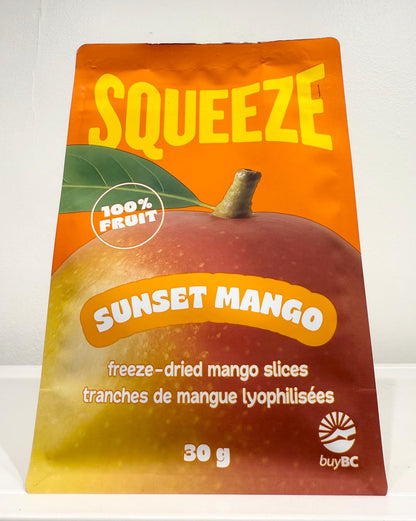 SQUEEZE
100%
FRUIT
SUNSET MANGO
freeze-dried mango slices
tranches de mangue lyophilisées
30 g
buyBC